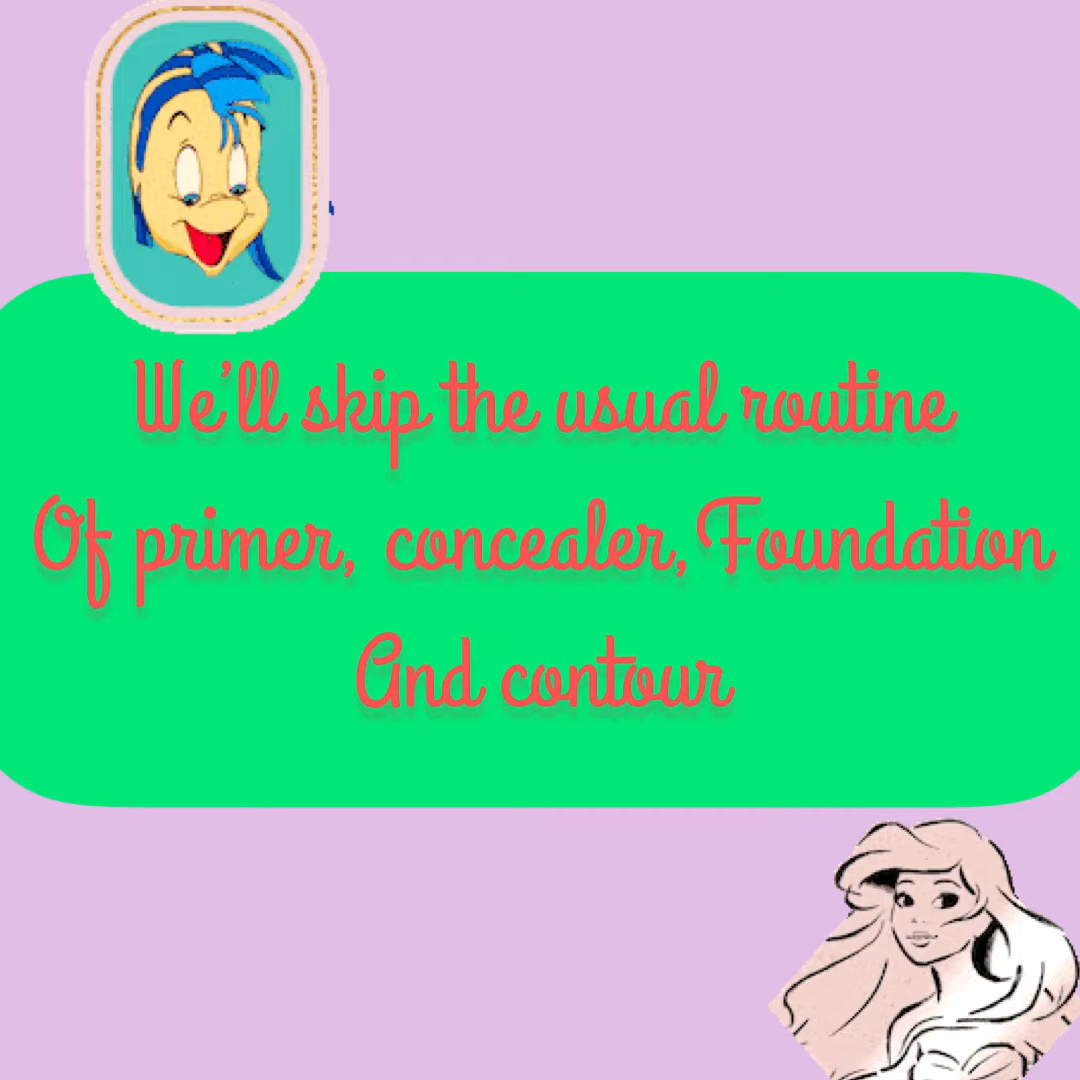 We'll skip the usual routine
Of primer, concealer, Foundation
And contour